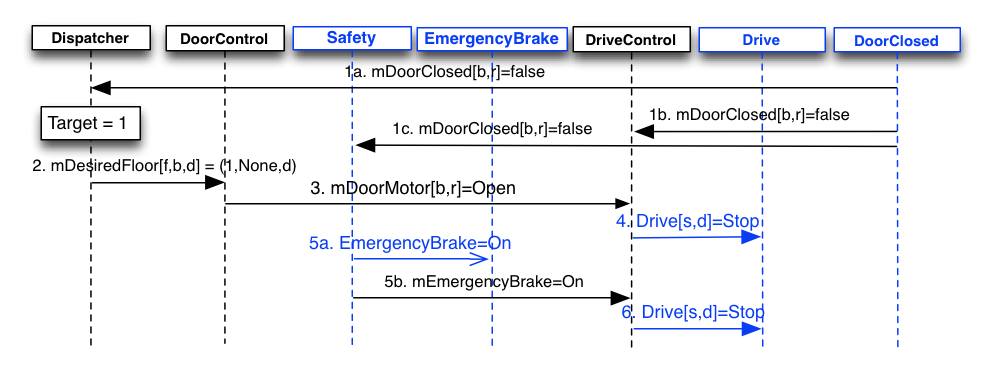 Dispatcher
DoorControl
Safety
EmergencyBrake
DriveControl
Drive
DoorClosed
1a. mDoorClosed[b,r]=false
Target = 1
1b. mDoorClosed[b,r]=false
1c. mDoorClosed[b,r]=false
2. mDesiredFloor[f,b,d] = (1,None,d)
3. mDoorMotor[b,r]=Open
4. Drive[s,d]=Stop
5a. EmergencyBrake=On
5b. mEmergencyBrake=On
6. Drive[s,d]=Stop